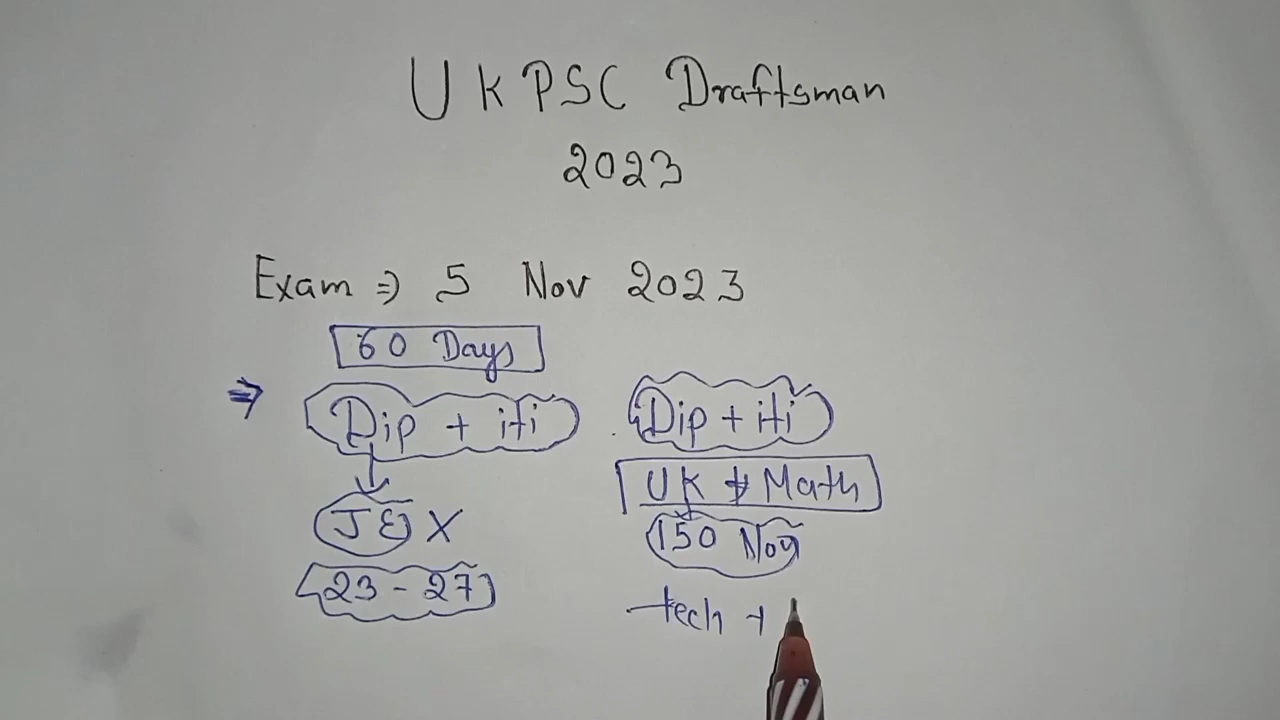 UKPSC Draftsman
2023
Exam ⇒ 5 Nov 2023
60 Days
⇒ Dip + iti
JE X
23 - 27
Dip + iti
UK + Math
150 Nov
tech +